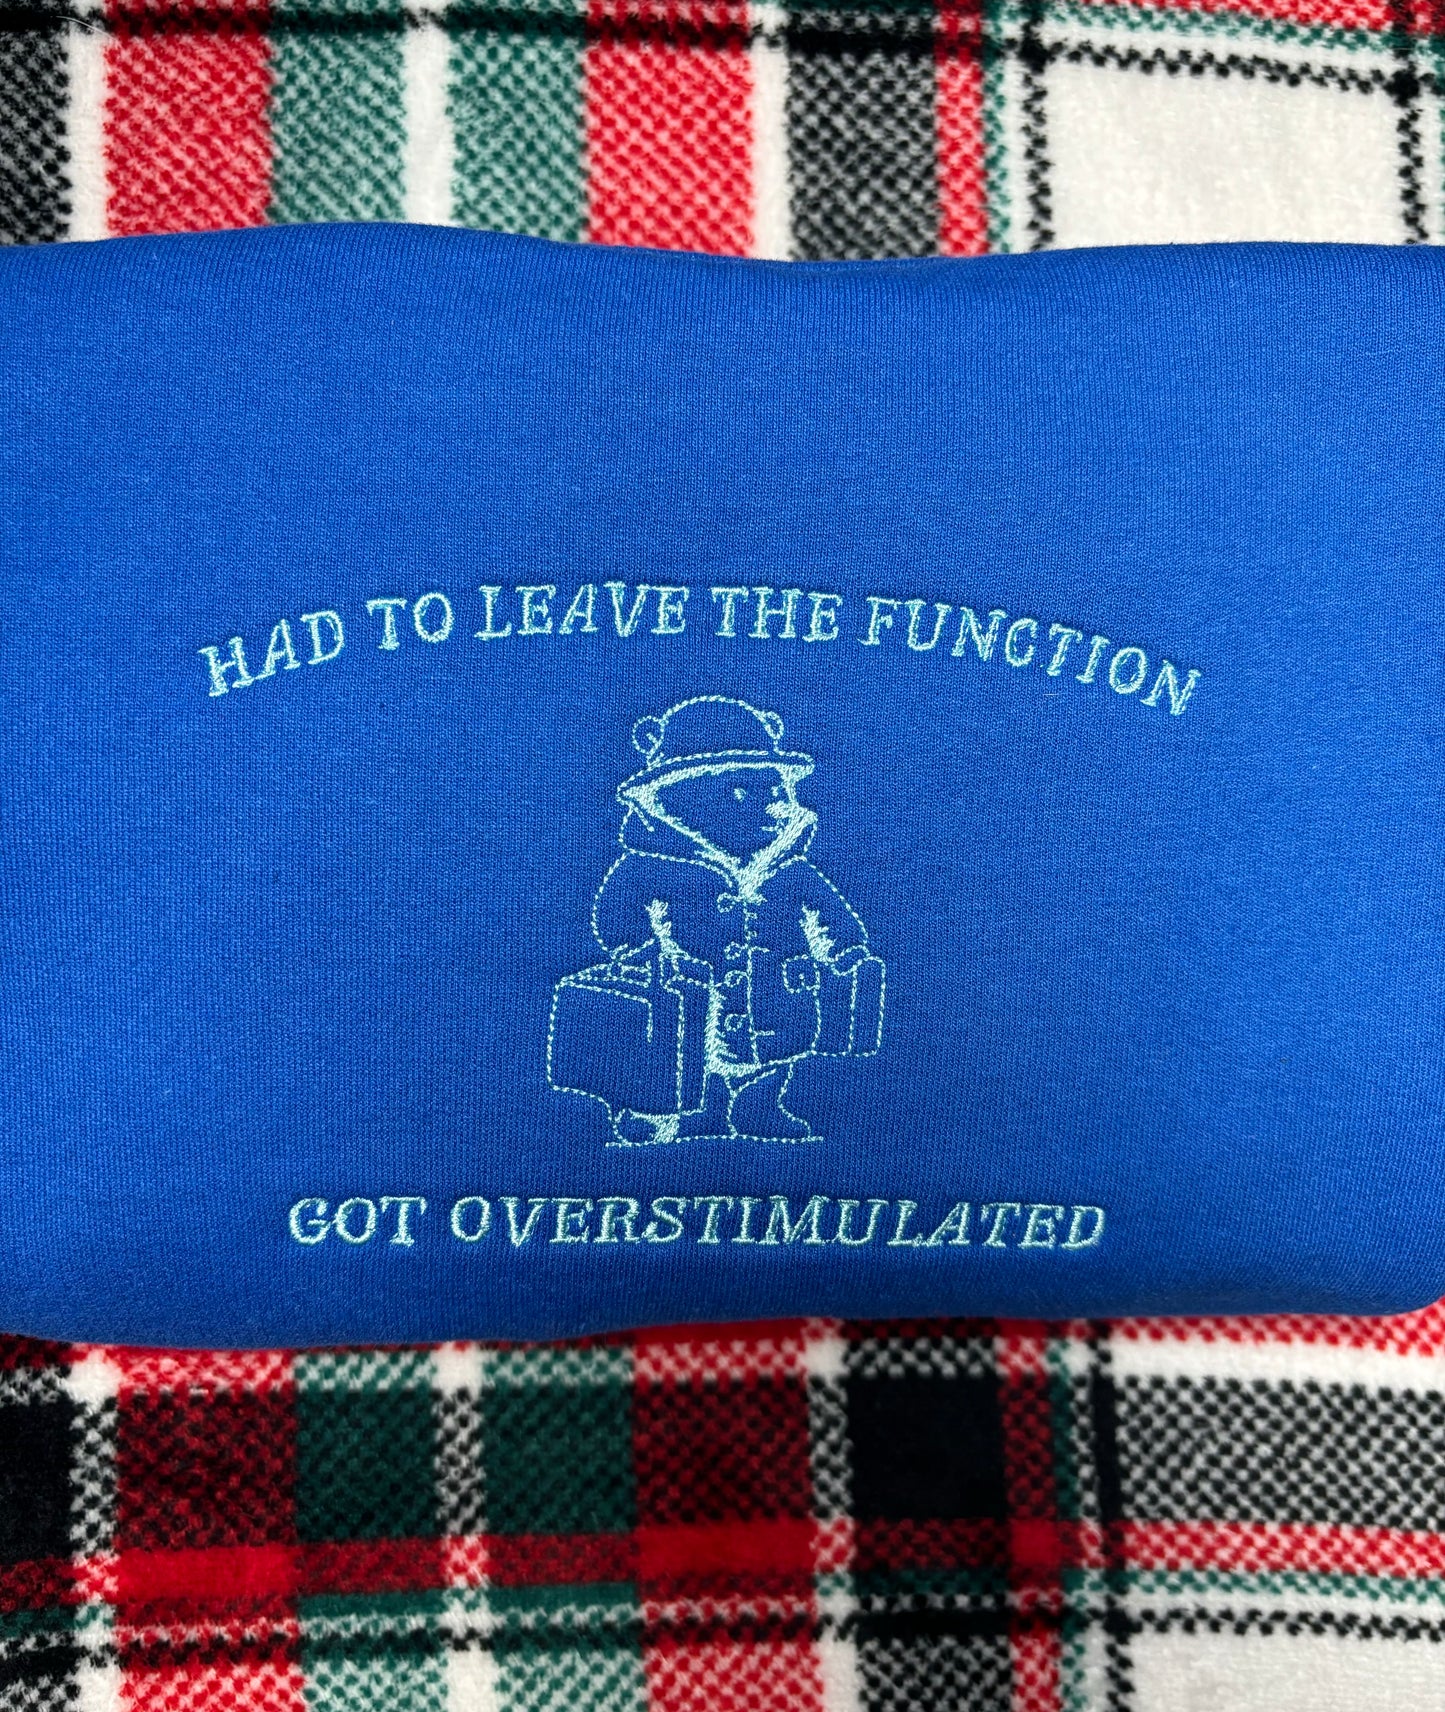 HAD TO LEAVE THE FUNCTION
GOT OVERSTIMULATED